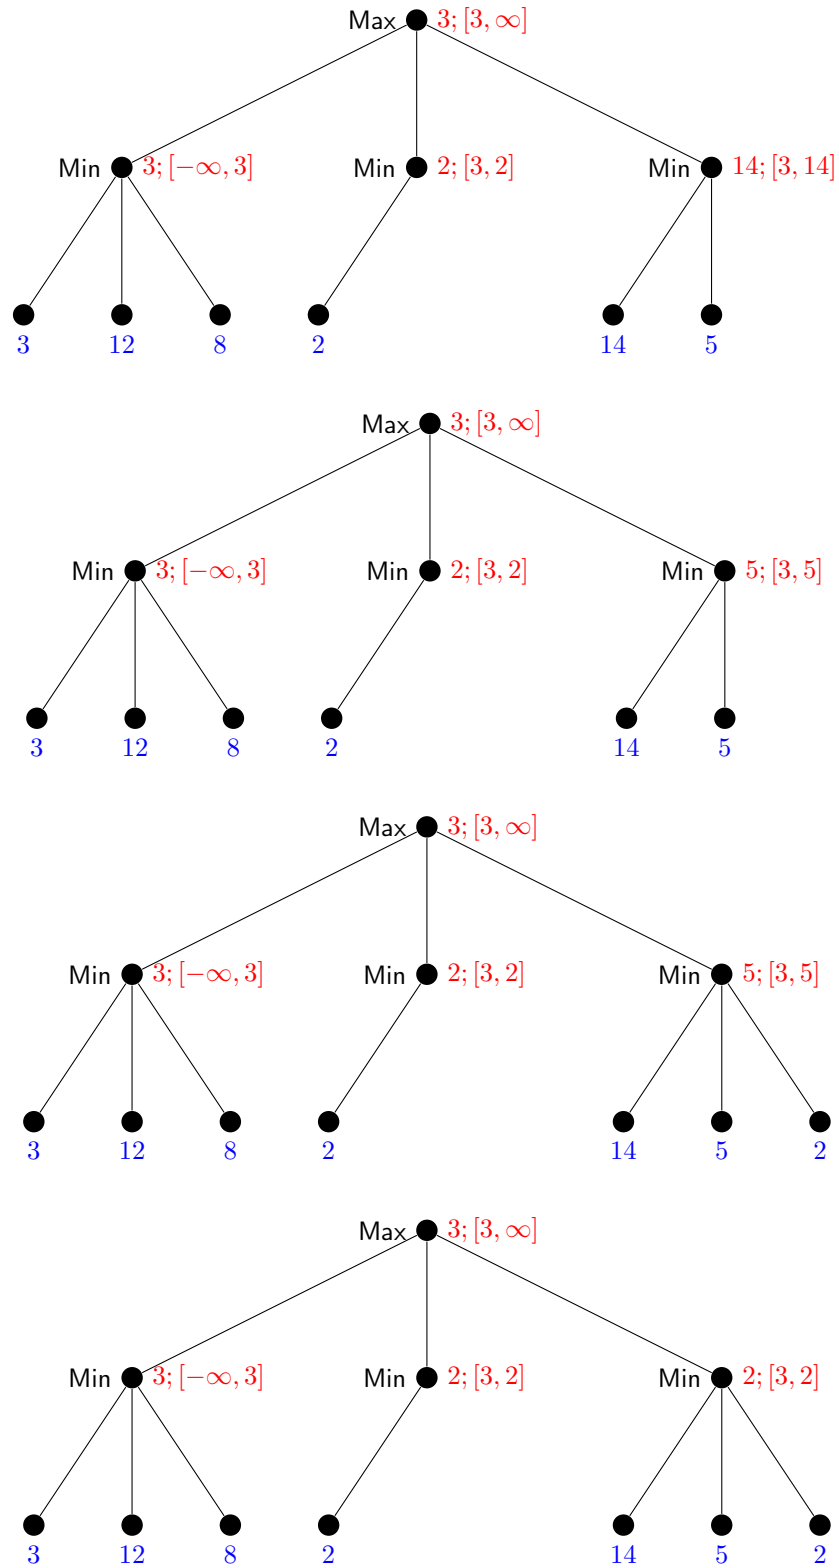 Max 3; [3, ∞]
Min 3; [−∞, 3] Min 2; [3, 2] Min 14; [3, 14]
3 12 8 2 14 5
Max 3; [3, ∞]
Min 3; [−∞, 3] Min 2; [3, 2] Min 5; [3, 5]
3 12 8 2 14 5
Max 3; [3, ∞]
Min 3; [−∞, 3] Min 2; [3, 2] Min 5; [3, 5]
3 12 8 2 14 5 2
Max 3; [3, ∞]
Min 3; [−∞, 3] Min 2; [3, 2] Min 2; [3, 2]
3 12 8 2 14 5 2